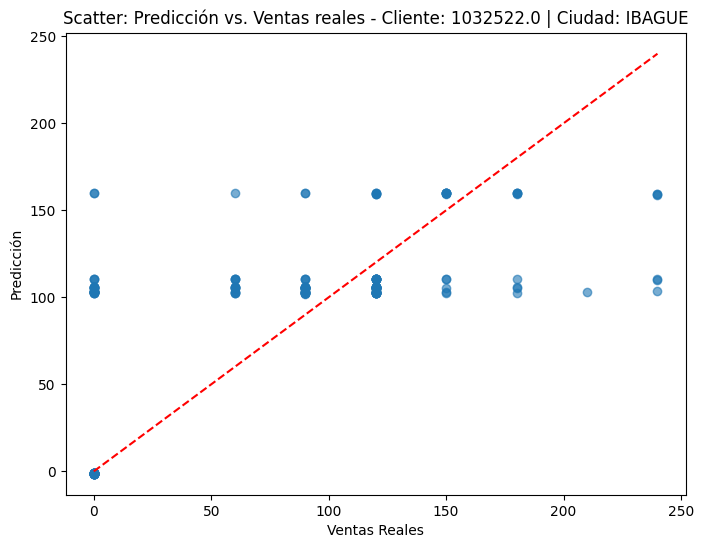 Scatter: Predicción vs. Ventas reales - Cliente: 1032522.0 | Ciudad: IBAGUE
250
200
150
100
50
0
Predicción
0 50 100 150 200 250
Ventas Reales